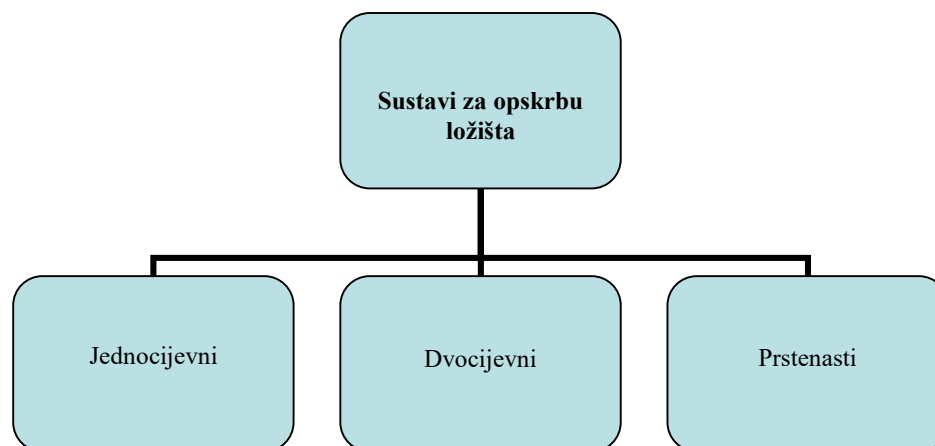 Sustavi za opskrbu
ložišta
Jednocijevni
Dvocijevni
Prstenasti